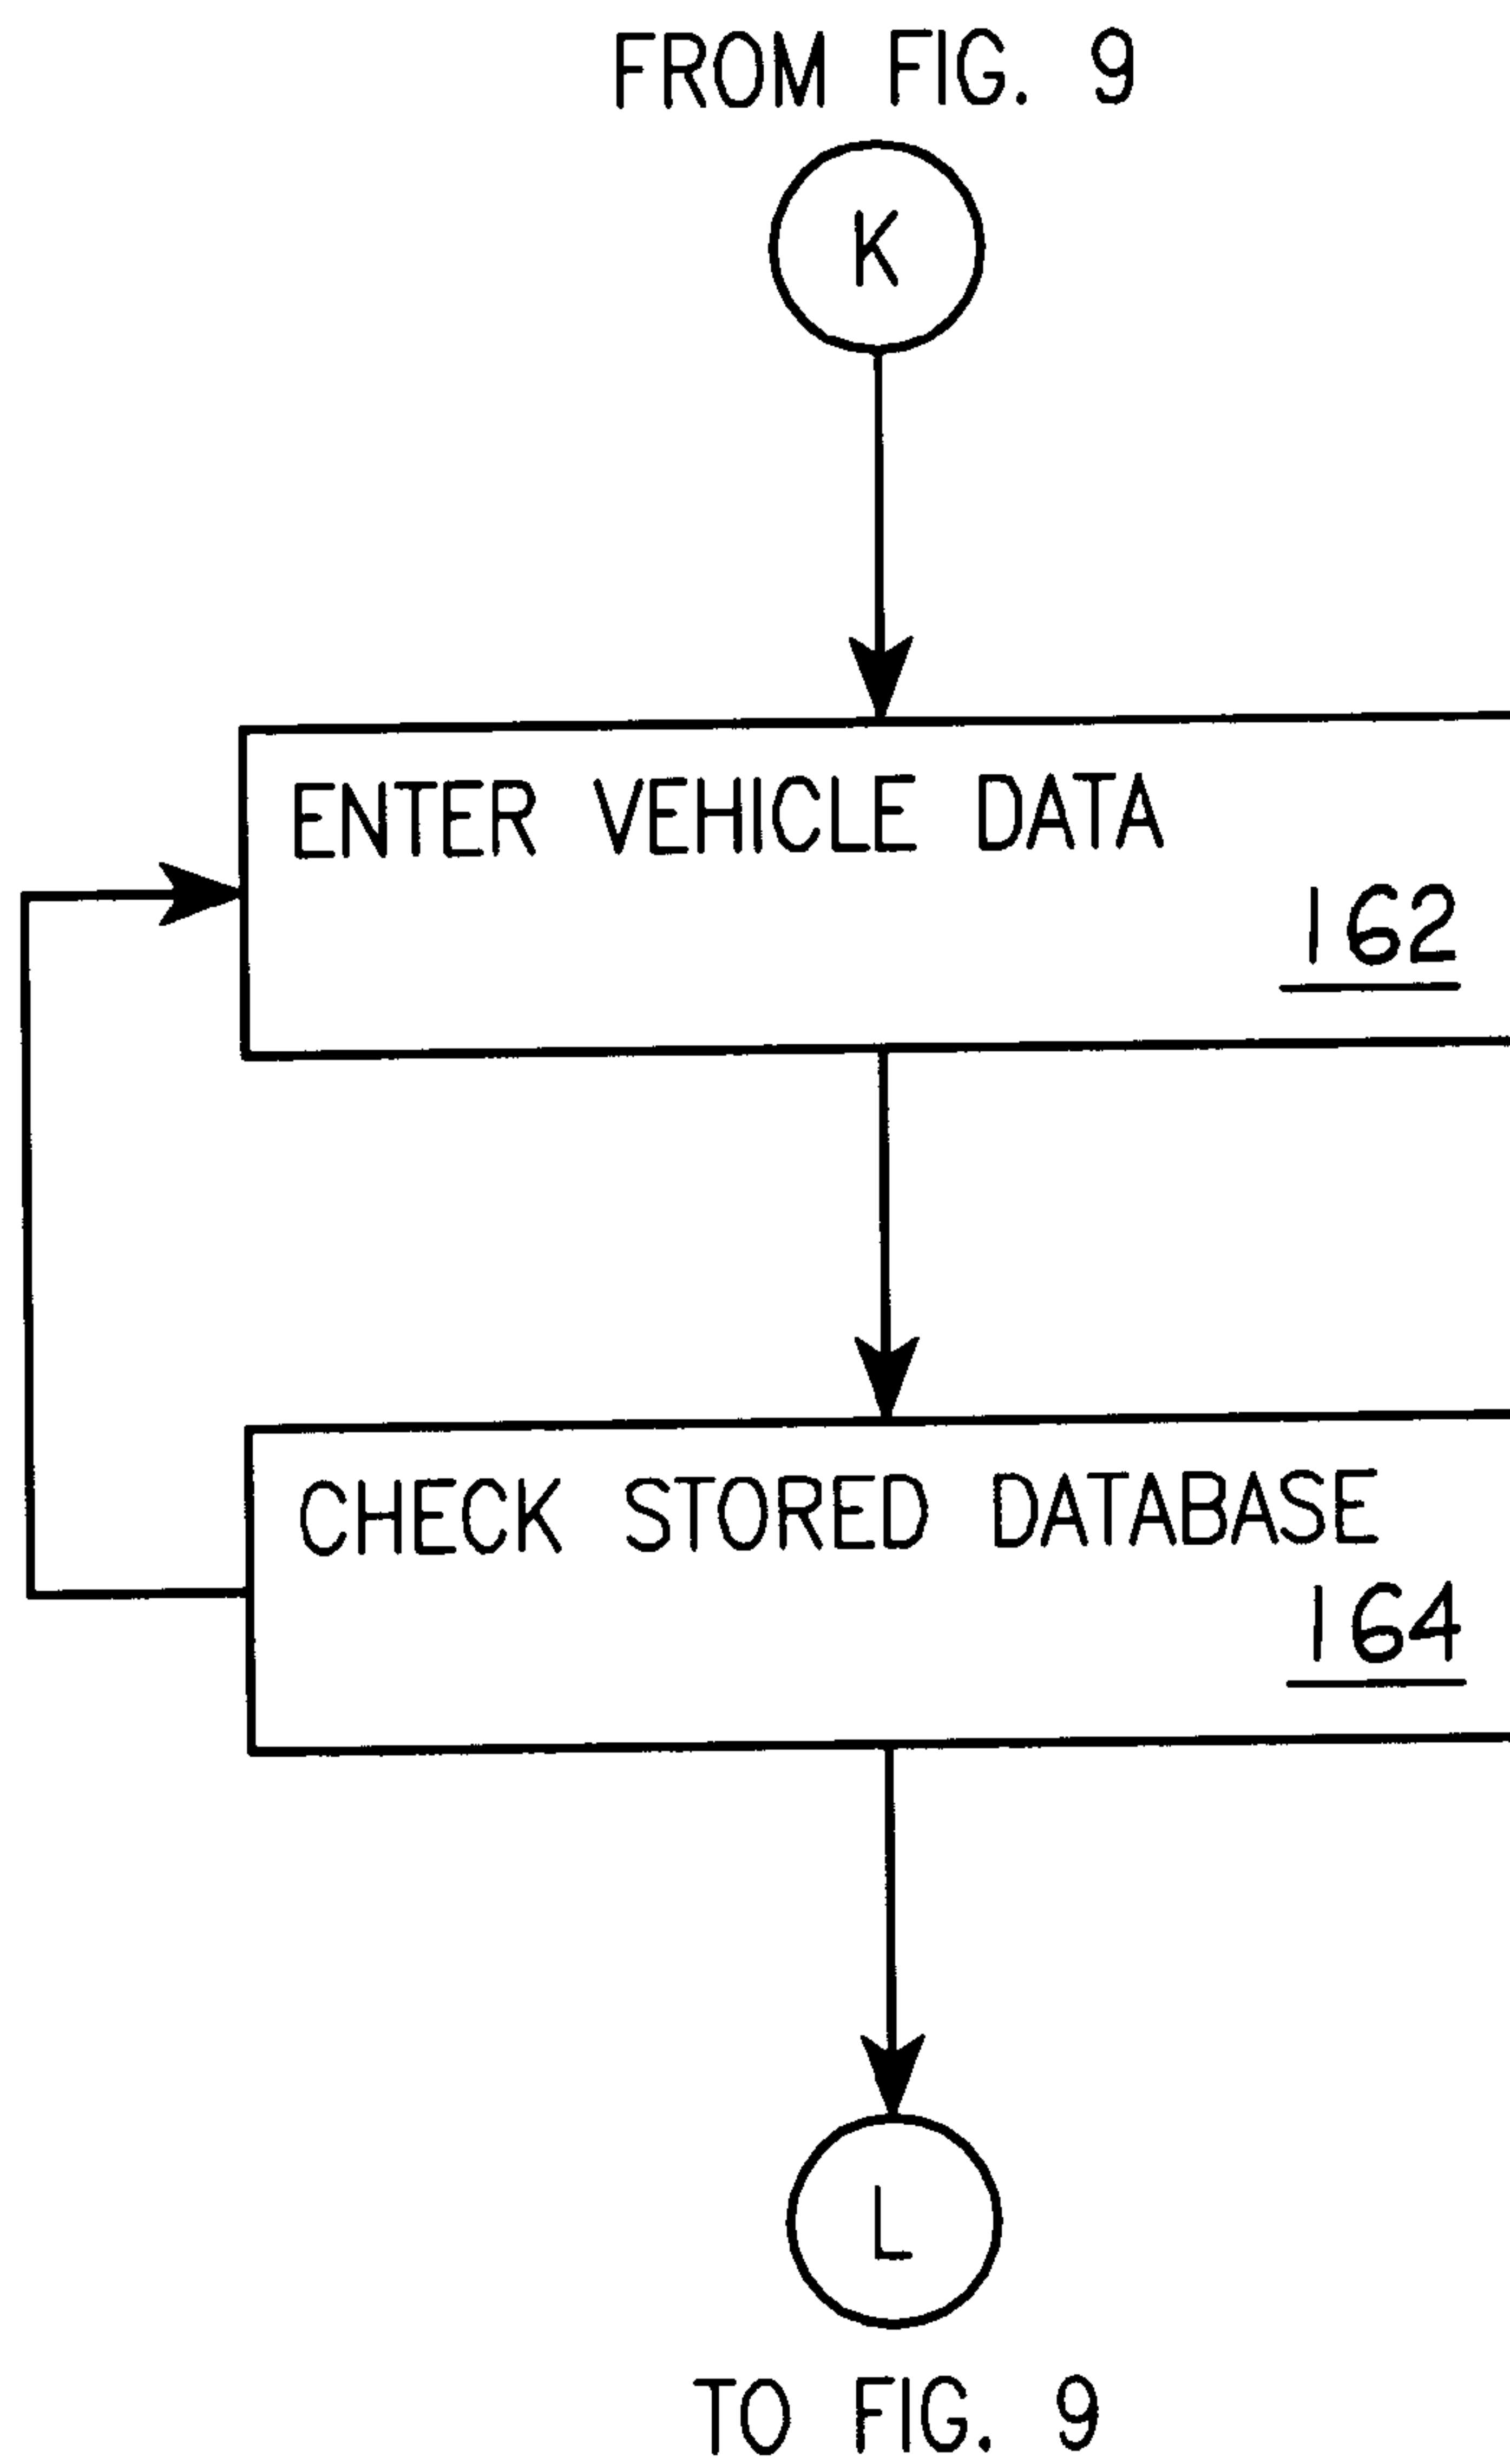 FROM FIG. 9
K
ENTER VEHICLE DATA
162
CHECK STORED DATABASE
164
L
TO FIG. 9